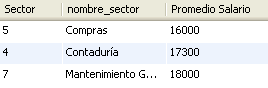 Sector nombre_sector Promedio Salario
5 Compras 16000
4 Contaduría 17300
7 Mantenimiento G... 18000